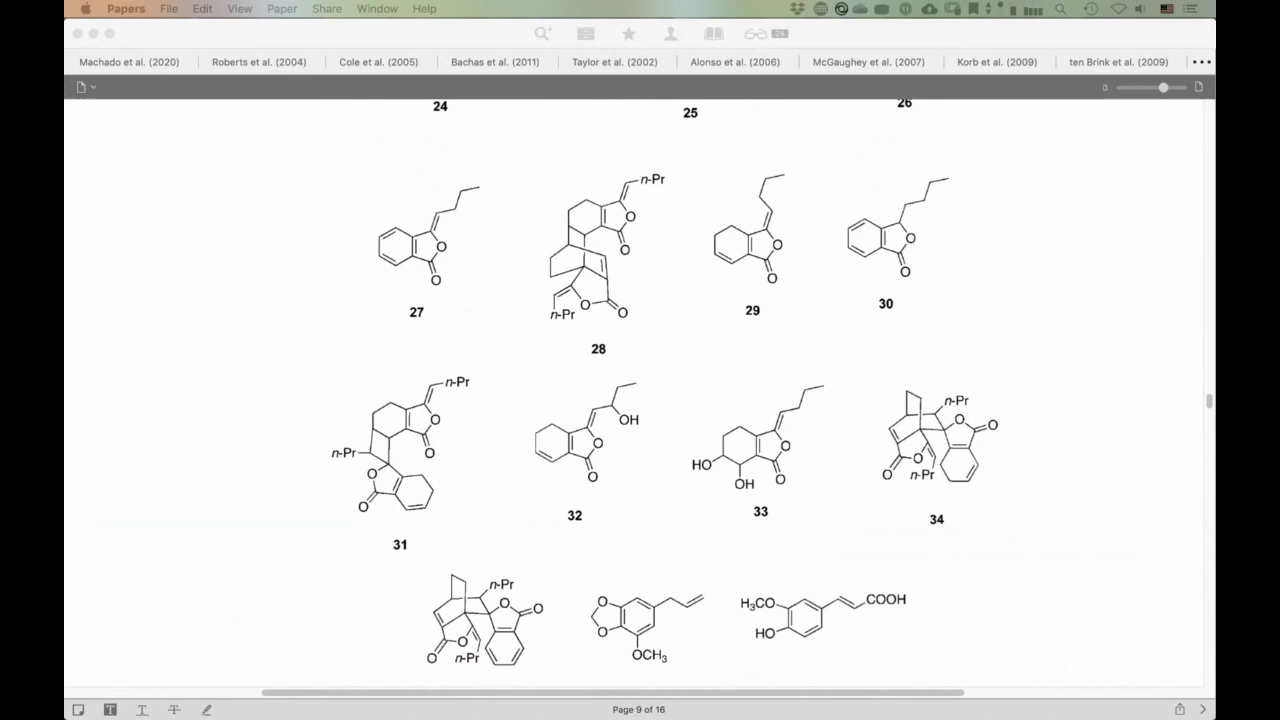 Papers File Edit View Paper Share Window Help
24
Machado et al. (2020) Roberts et al. (2004) Cole et al. (2005) Bachas et al. (2011) Taylor et al. (2002) Alonso et al. (2006) McGaughey et al. (2007) Korb et al. (2009) ten Brink et al. (2009)
24 25 26
n-Pr
O O O O
O O O O
n-Pr O O
27 28 29 30
n-Pr
O OH
O O O O O
n-Pr HO O
O OH O O n-Pr
O
31 32 33 34
n-Pr
O O O H3CO COOH
O O HO
O n-Pr OCH3
Page 9 of 16